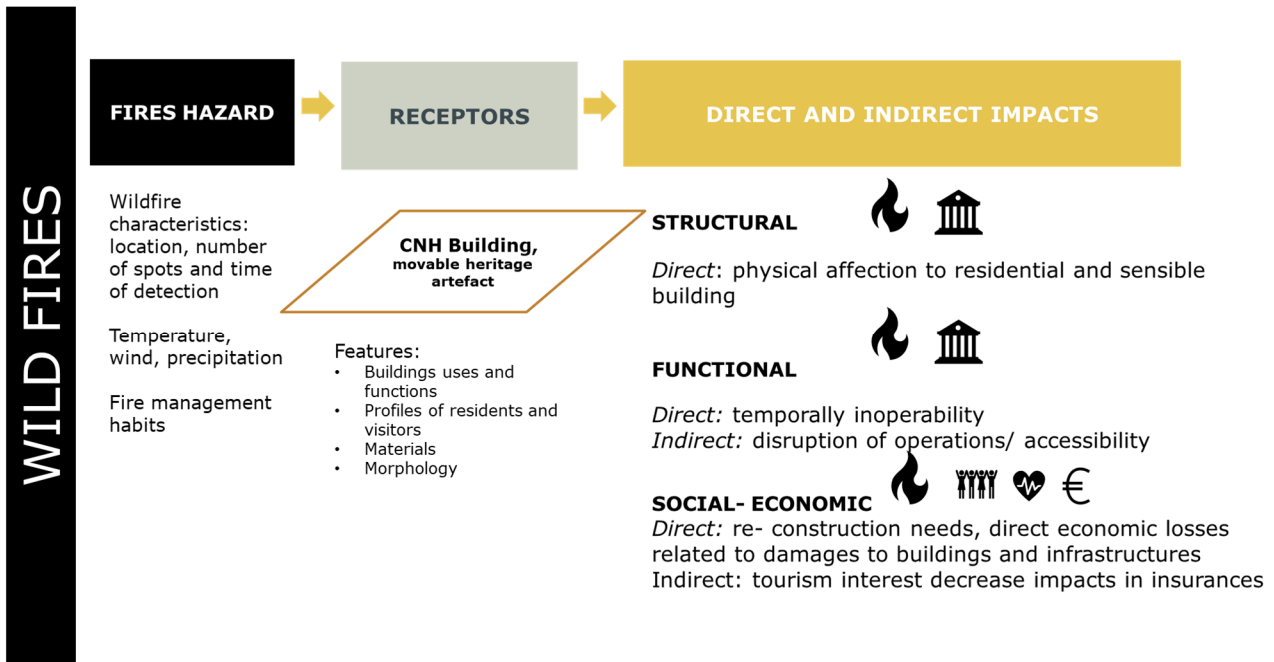 WILD FIRES
FIRES HAZARD
RECEPTORS
DIRECT AND INDIRECT IMPACTS
Wildfire
characteristics:
location, number
of spots and time
of detection
Temperature,
wind, precipitation
Fire management
habits
CNH Building,
movable heritage
artefact
Features:
• Buildings uses and
functions
• Profiles of residents and
visitors
• Materials
• Morphology
STRUCTURAL
Direct: physical affection to residential and sensible
building
FUNCTIONAL
Direct: temporally inoperability
Indirect: disruption of operations/ accessibility
SOCIAL- ECONOMIC
€
Direct: re- construction needs, direct economic losses
related to damages to buildings and infrastructures
Indirect: tourism interest decrease impacts in insurances